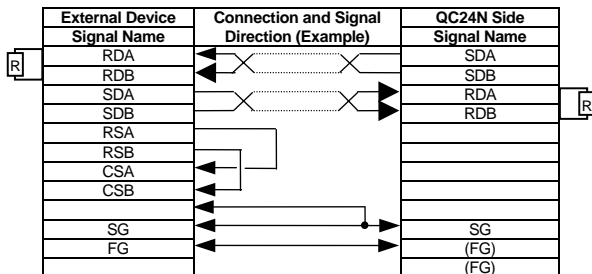 External Device Connection and Signal QC24N Side
Signal Name Direction (Example) Signal Name
RDA SDA
R RDB SDB
SDA RDA
SDB RDB R
RSA
RSB
CSA
CSB
SG SG
FG (FG)
(FG)